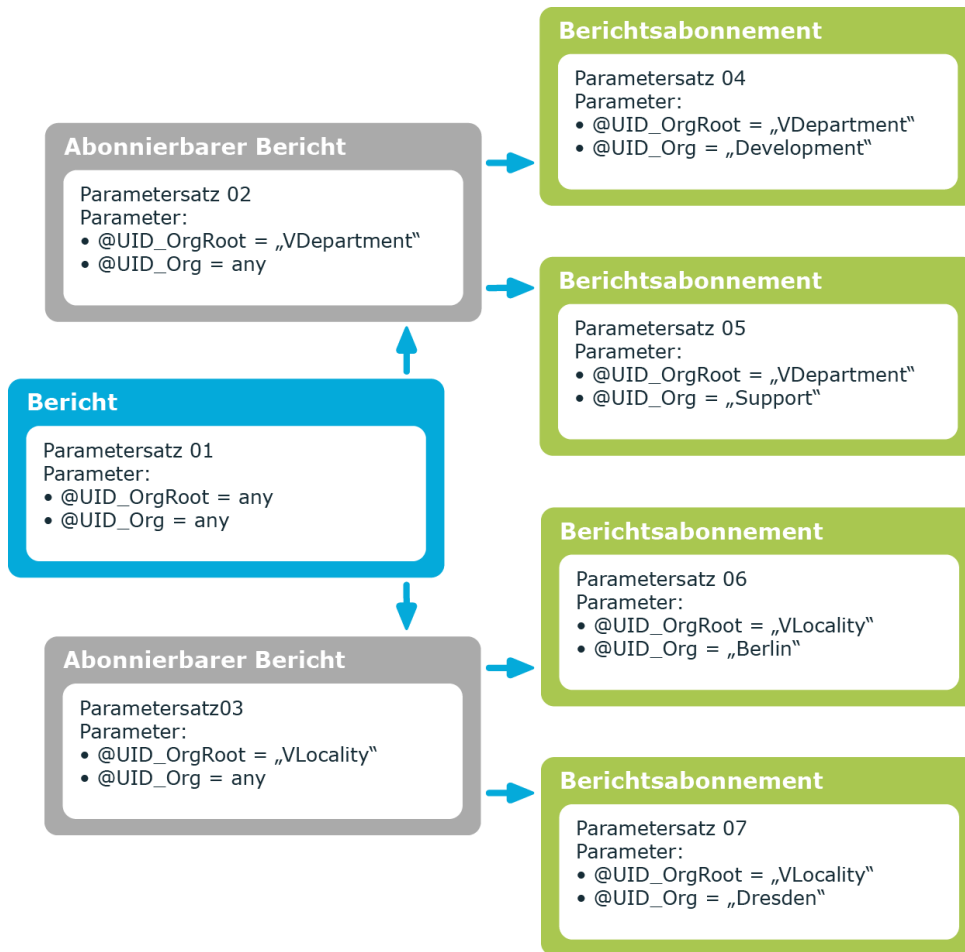 Berichtsabonnement
Parametersatz 04
Parameter:
• @UID_OrgRoot = „VDepartment“
• @UID_Org = „Development“
Abonnierbarer Bericht
Parametersatz 02
Parameter:
• @UID_OrgRoot = „VDepartment“
• @UID_Org = any
Berichtsabonnement
Parametersatz 05
Parameter:
• @UID_OrgRoot = „VDepartment“
• @UID_Org = „Support“
Bericht
Parametersatz 01
Parameter:
• @UID_OrgRoot = any
• @UID_Org = any
Berichtsabonnement
Parametersatz 06
Parameter:
• @UID_OrgRoot = „VLocality“
• @UID_Org = „Berlin“
Abonnierbarer Bericht
Parametersatz03
Parameter:
• @UID_OrgRoot = „VLocality“
• @UID_Org = any
Berichtsabonnement
Parametersatz 07
Parameter:
• @UID_OrgRoot = „VLocality“
• @UID_Org = „Dresden“